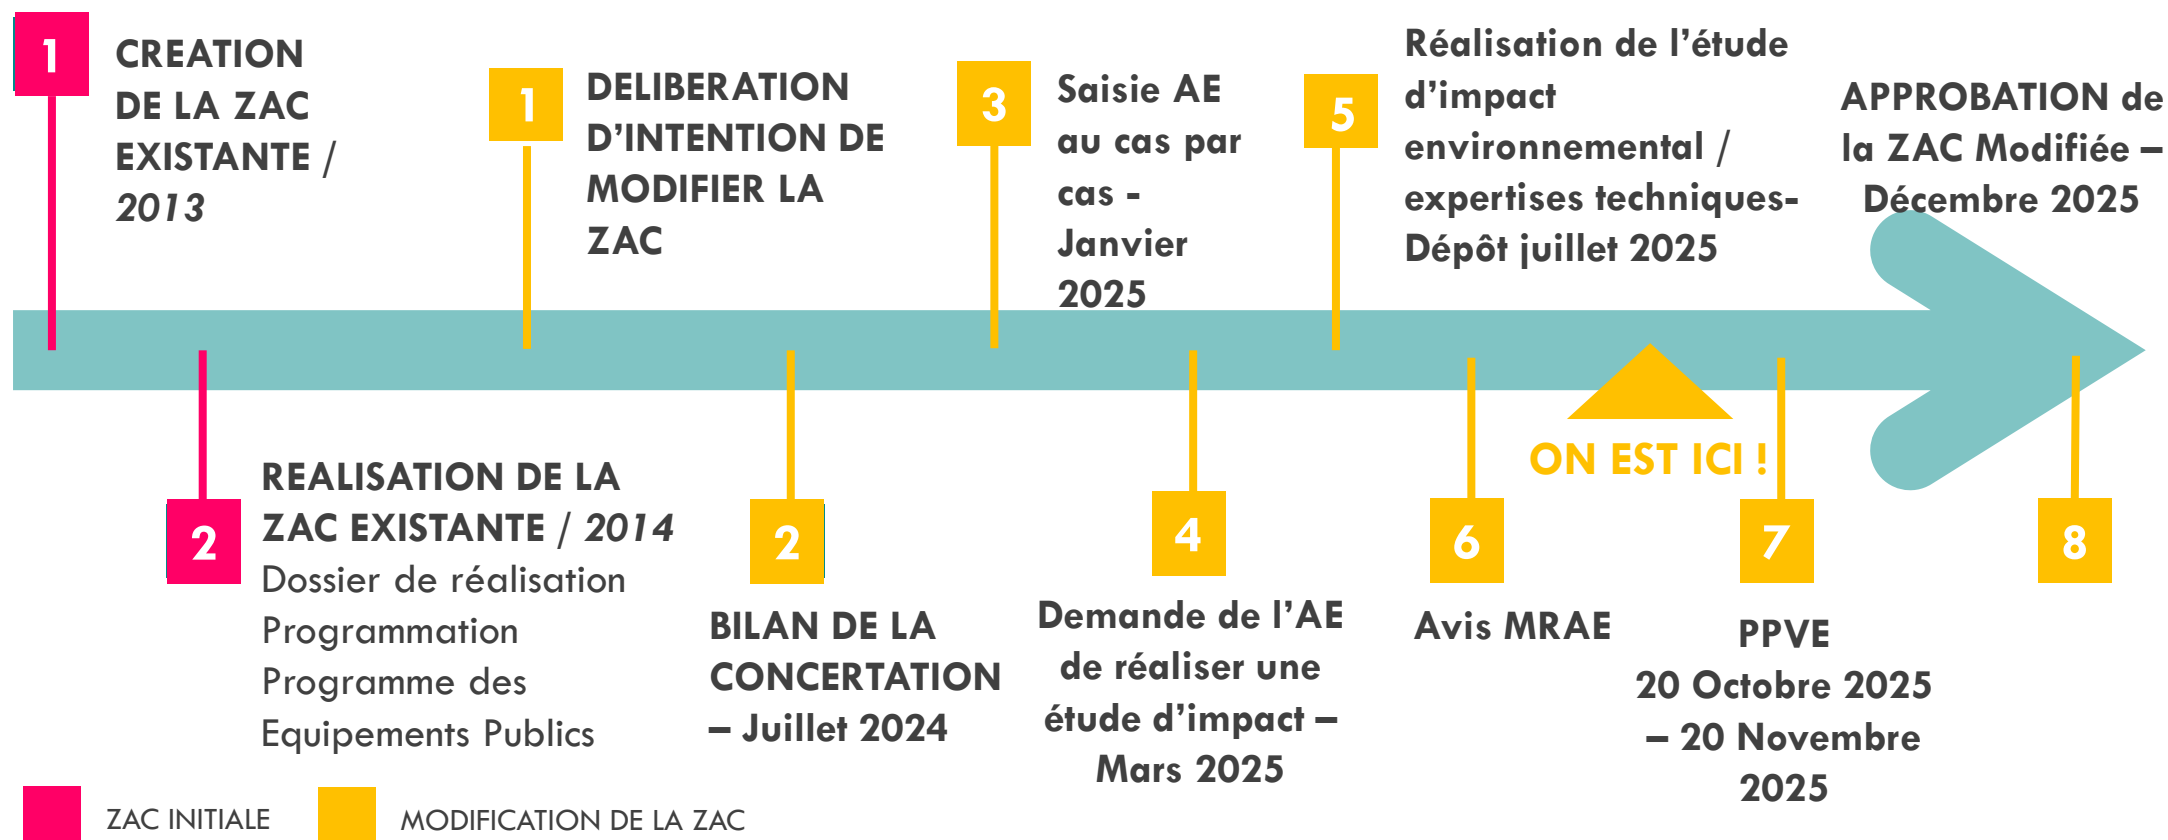 1
CREATION
DE LA ZAC
EXISTANTE /
2013
1
DELIBERATION
D’INTENTION DE
MODIFIER LA
ZAC
3
Saisie AE
au cas par
cas -
Janvier
2025
5
Réalisation de l’étude
d’impact
environnemental /
expertises techniques-
Dépôt juillet 2025
APPROBATION de
la ZAC Modifiée –
Décembre 2025
2
REALISATION DE LA
ZAC EXISTANTE / 2014
Dossier de réalisation
Programmation
Programme des
Equipements Publics
2
BILAN DE LA
CONCERTATION
– Juillet 2024
4
Demande de l’AE
de réaliser une
étude d’impact –
Mars 2025
6
Avis MRAE
ON EST ICI !
7
PPVE
20 Octobre 2025
– 20 Novembre
2025
8
ZAC INITIALE
MODIFICATION DE LA ZAC